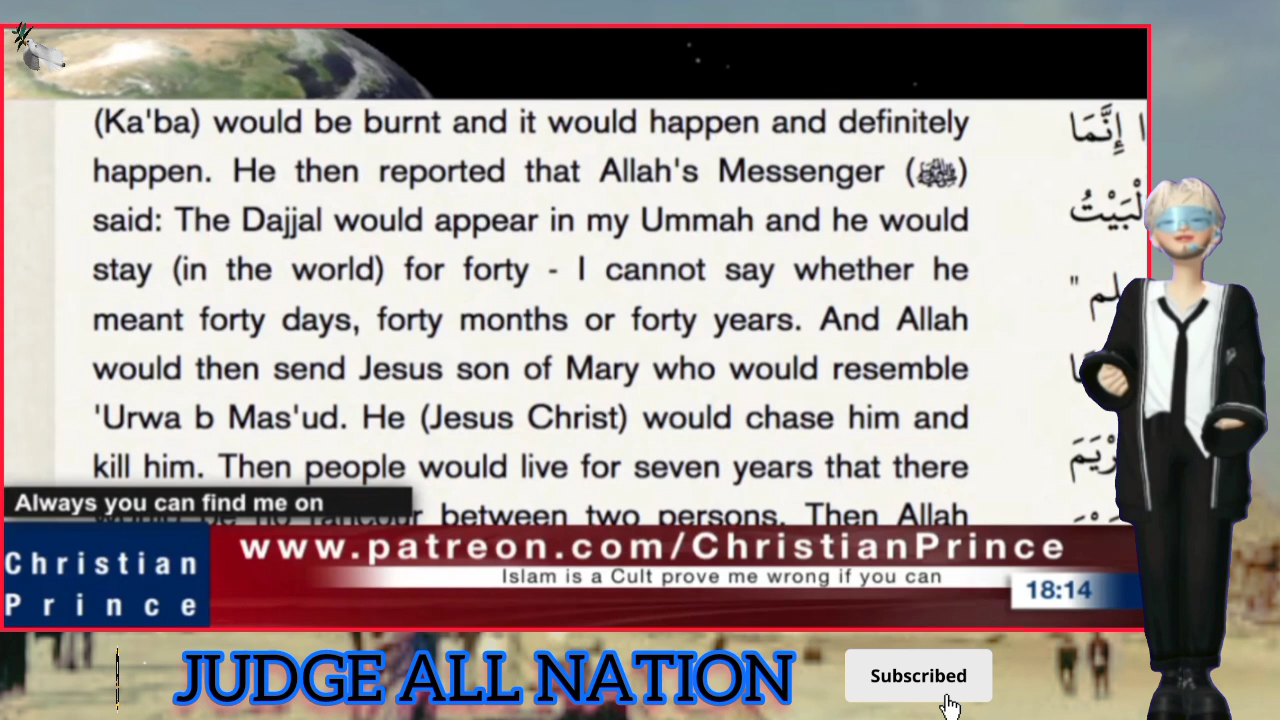 (Ka'ba) would be burnt and it would happen and definitely
happen. He then reported that Allah's Messenger (ﷺ)
said: The Dajjal would appear in my Ummah and he would
stay (in the world) for forty - I cannot say whether he
meant forty days, forty months or forty years. And Allah
would then send Jesus son of Mary who would resemble
'Urwa b Mas'ud. He (Jesus Christ) would chase him and
kill him. Then people would live for seven years that there
would be no rancour between two persons. Then Allah
ا إِنَّمَا
لْبَيْتُ
لم "
رْيَمَ
Always you can find me on
Christian
Prince
www.patreon.com/ChristianPrince
Islam is a Cult prove me wrong if you can
18:14
JUDGE ALL NATION
Subscribed